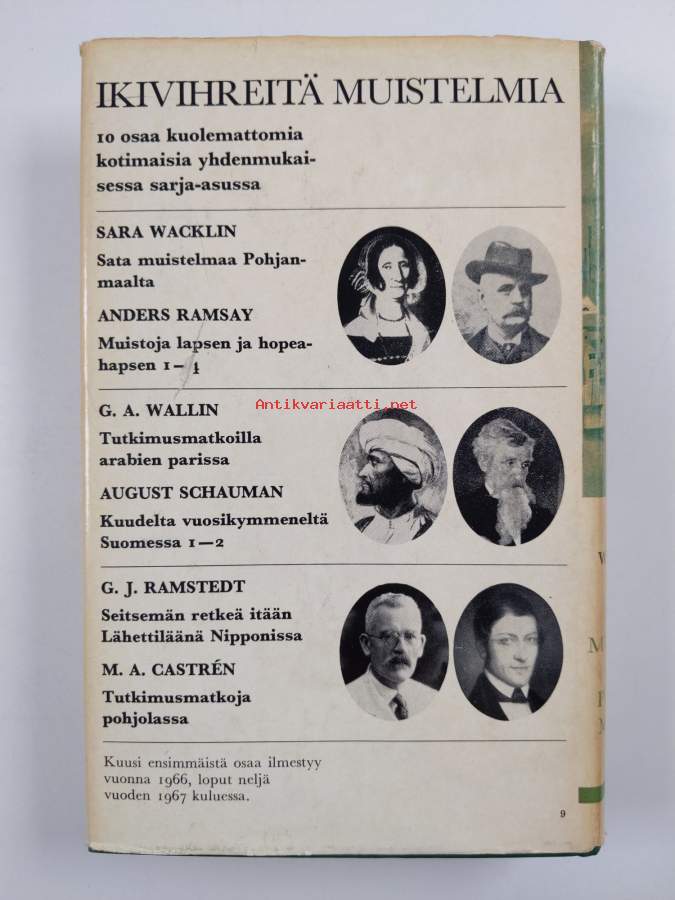 IKIVIHREITÄ MUISTELMIA
10 osaa kuolemattomia
kotimaisia yhdenmukai-
sessa sarja-asussa
SARA WACKLIN
Sata muistelmaa Pohjan-
maalta
ANDERS RAMSAY
Muistoja lapsen ja hopea-
hapsen 1–4
Antikvariaatti.net
G. A. WALLIN
Tutkimusmatkoilla
arabien parissa
AUGUST SCHAUMAN
Kuudelta vuosikymmeneltä
Suomessa 1—2
G. J. RAMSTEDT
Seitsemän retkeä itään
Lähettiläänä Nipponissa
M. A. CASTRÉN
Tutkimusmatkoja
pohjolassa
Kuusi ensimmäistä osaa ilmestyy
vuonna 1966, loput neljä
vuoden 1967 kuluessa.
9